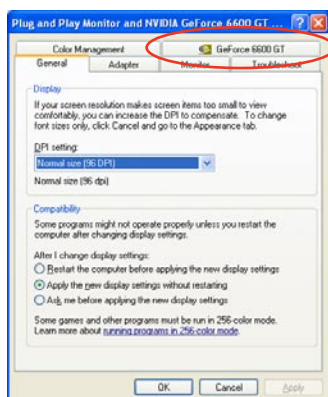 Plug and Play Monitor and NVIDIA GeForce 6600 GT ...
Color Management
GeForce 6600 GT
General
Adapter
Monitor
Troubleshoot
Display
If your screen resolution makes screen items too small to view
comfortably, you can increase the DPI to compensate. To change
font sizes only, click Cancel and go to the Appearance tab.
DPI setting:
Normal size (96 DPI)
Normal size (96 dpi)
Compatibility
Some programs might not operate properly unless you restart the
computer after changing display settings.
After I change display settings:
Restart the computer before applying the new display settings
Apply the new display settings without restarting
Ask me before applying the new display settings
Some games and other programs must be run in 256-color mode.
Learn more about running programs in 256-color mode.
OK
Cancel
Apply